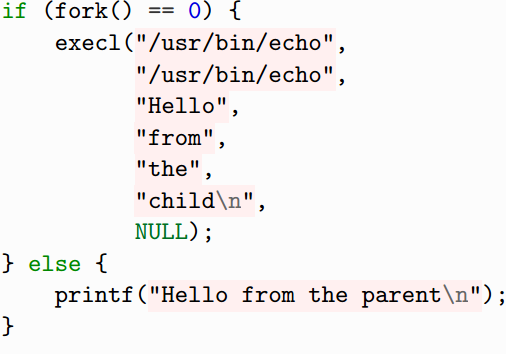 if (fork() == 0) {
    execl("/usr/bin/echo",
          "/usr/bin/echo",
          "Hello",
          "from",
          "the",
          "child\n",
          NULL);
} else {
    printf("Hello from the parent\n");
}